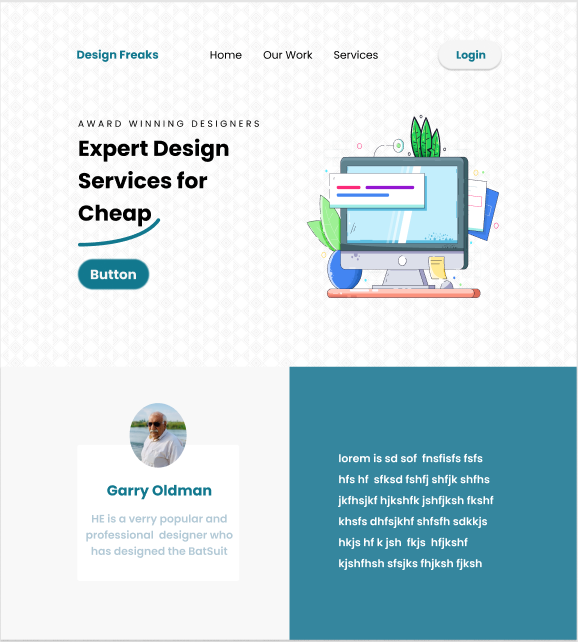 Design Freaks
Home
Our Work
Services
Login
AWARD WINNING DESIGNERS
Expert Design
Services for
Cheap
Button
Garry Oldman
HE is a verry popular and
professional designer who
has designed the BatSuit
lorem is sd sof fnsfisfs fsfs
hfs hf sfksd fshfj shfjk shfhs
jkfhsjkf hjkshfk jshfjksh fkshf
khsfs dhfsjkhf shfsfh sdkkjs
hkjs hf k jsh fkjs hfjkshf
kjshfhsh sfsjks fhjksh fjksh